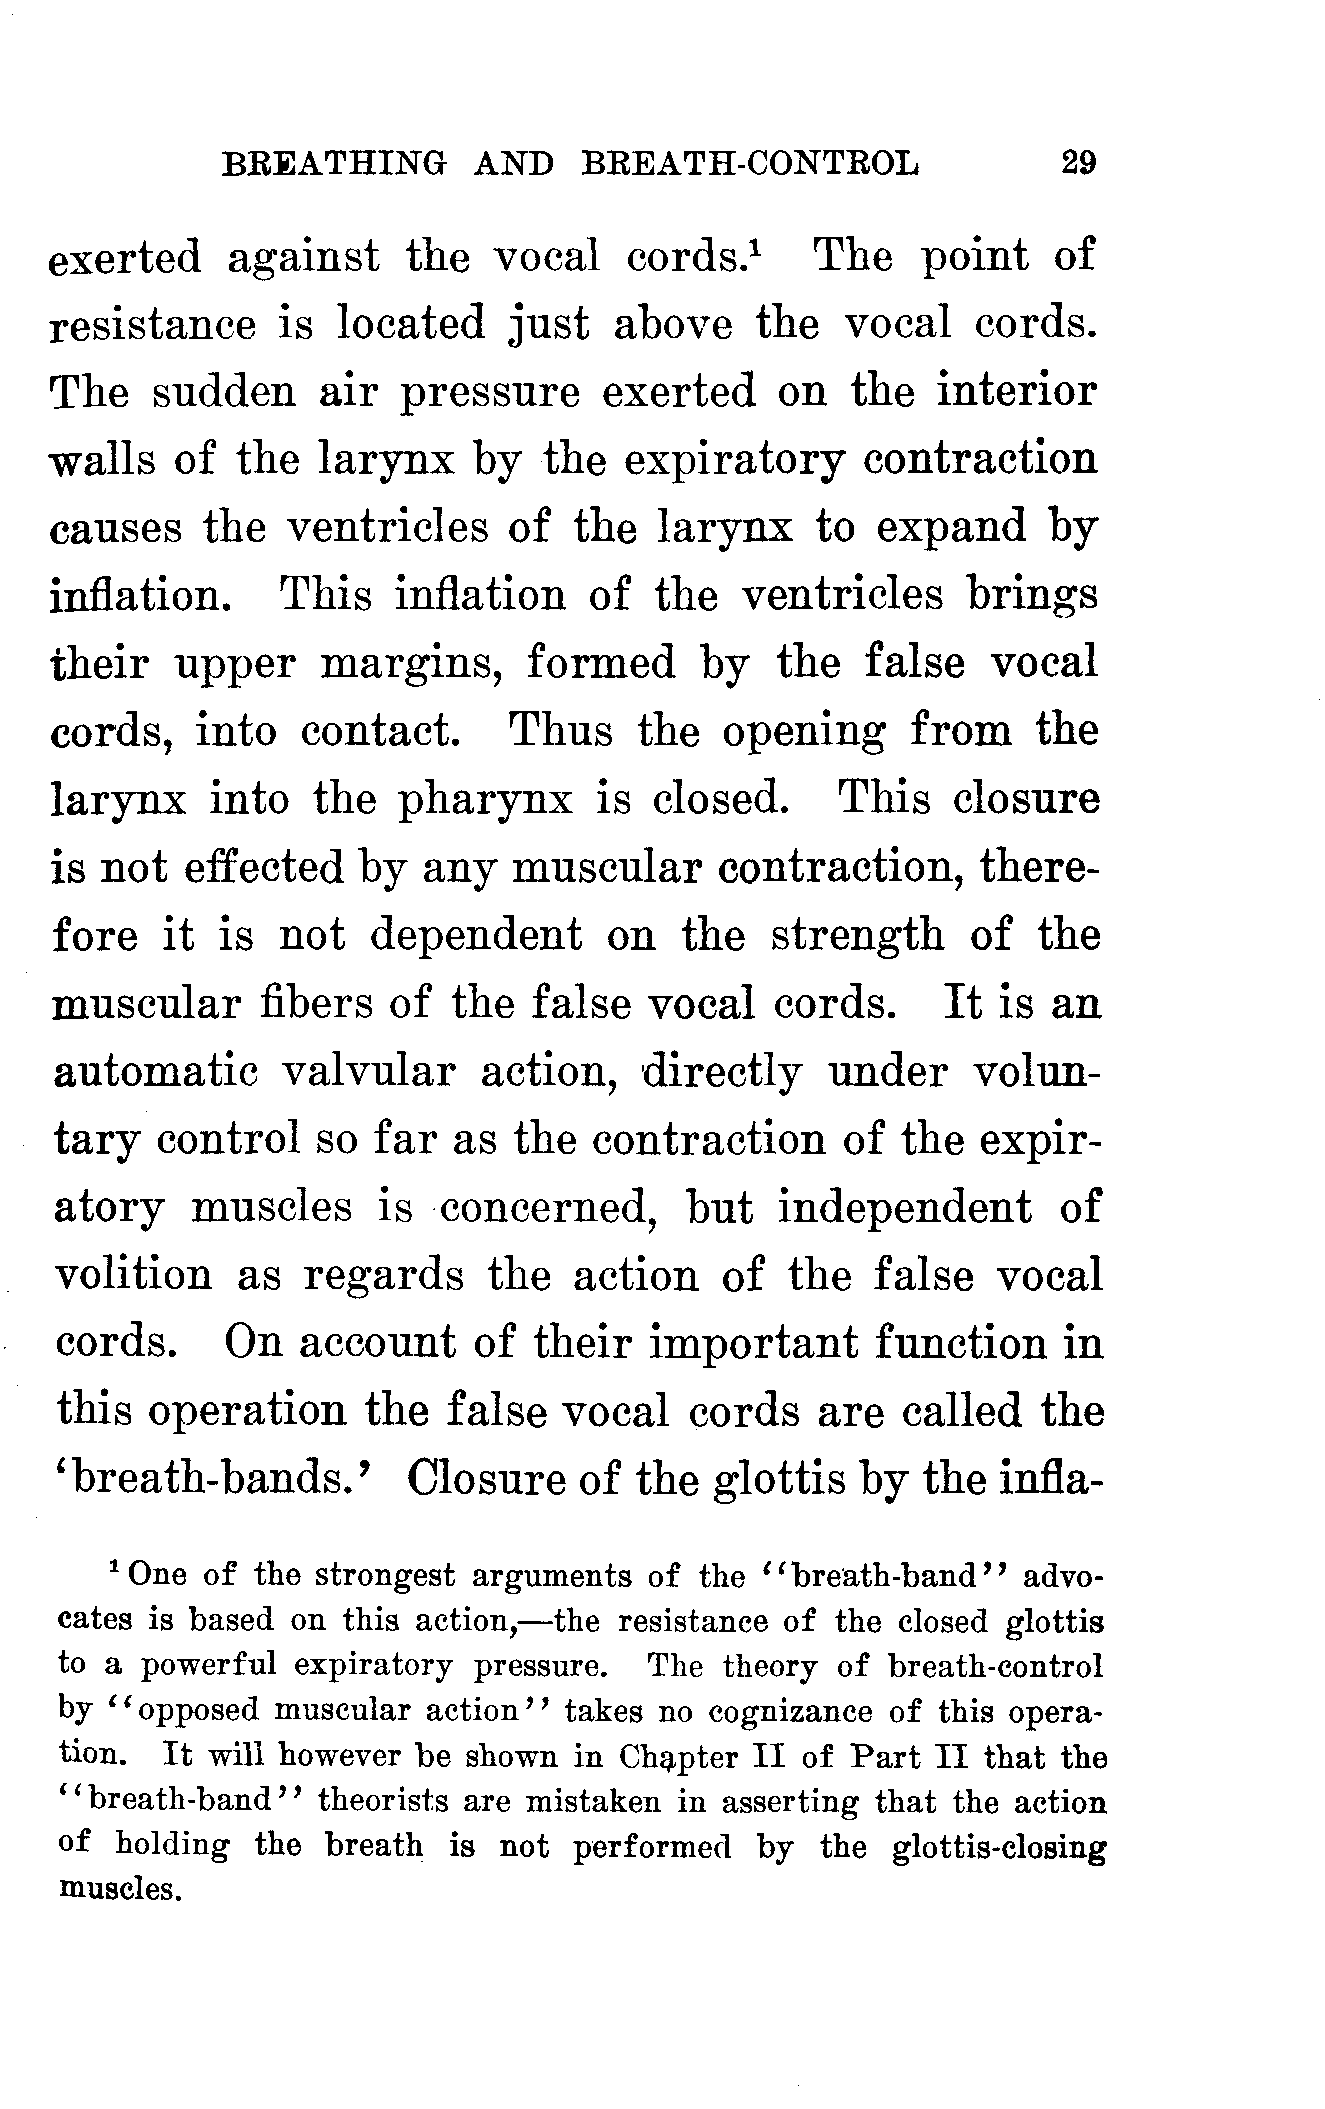 BREATHING AND BREATH-CONTROL 29
exerted against the vocal cords.¹ The point of
resistance is located just above the vocal cords.
The sudden air pressure exerted on the interior
walls of the larynx by the expiratory contraction
causes the ventricles of the larynx to expand by
inflation. This inflation of the ventricles brings
their upper margins, formed by the false vocal
cords, into contact. Thus the opening from the
larynx into the pharynx is closed. This closure
is not effected by any muscular contraction, there-
fore it is not dependent on the strength of the
muscular fibers of the false vocal cords. It is an
automatic valvular action, directly under volun-
tary control so far as the contraction of the expir-
atory muscles is concerned, but independent of
volition as regards the action of the false vocal
cords. On account of their important function in
this operation the false vocal cords are called the
‘breath-bands.’ Closure of the glottis by the infla-
¹ One of the strongest arguments of the ‘‘breath-band’’ advo-
cates is based on this action,—the resistance of the closed glottis
to a powerful expiratory pressure. The theory of breath-control
by ‘‘opposed muscular action’’ takes no cognizance of this opera-
tion. It will however be shown in Chapter II of Part II that the
‘‘breath-band’’ theorists are mistaken in asserting that the action
of holding the breath is not performed by the glottis-closing
muscles.